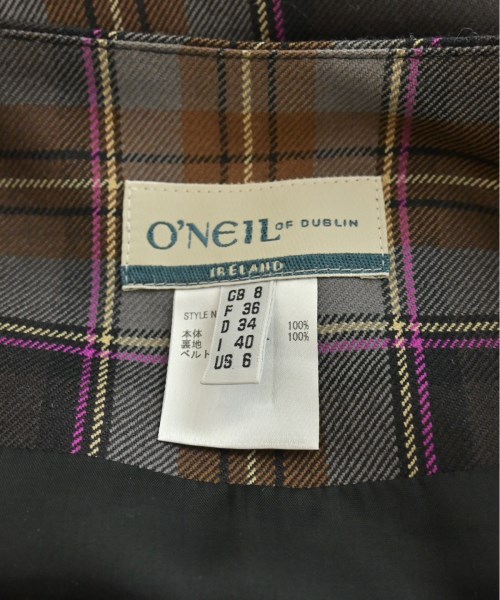 O'NEIL OF DUBLIN
IRELAND
STYLE N
GB 8
F 36
D 34
I 40
US 6
本体 100%
裏地 100%
ベルト